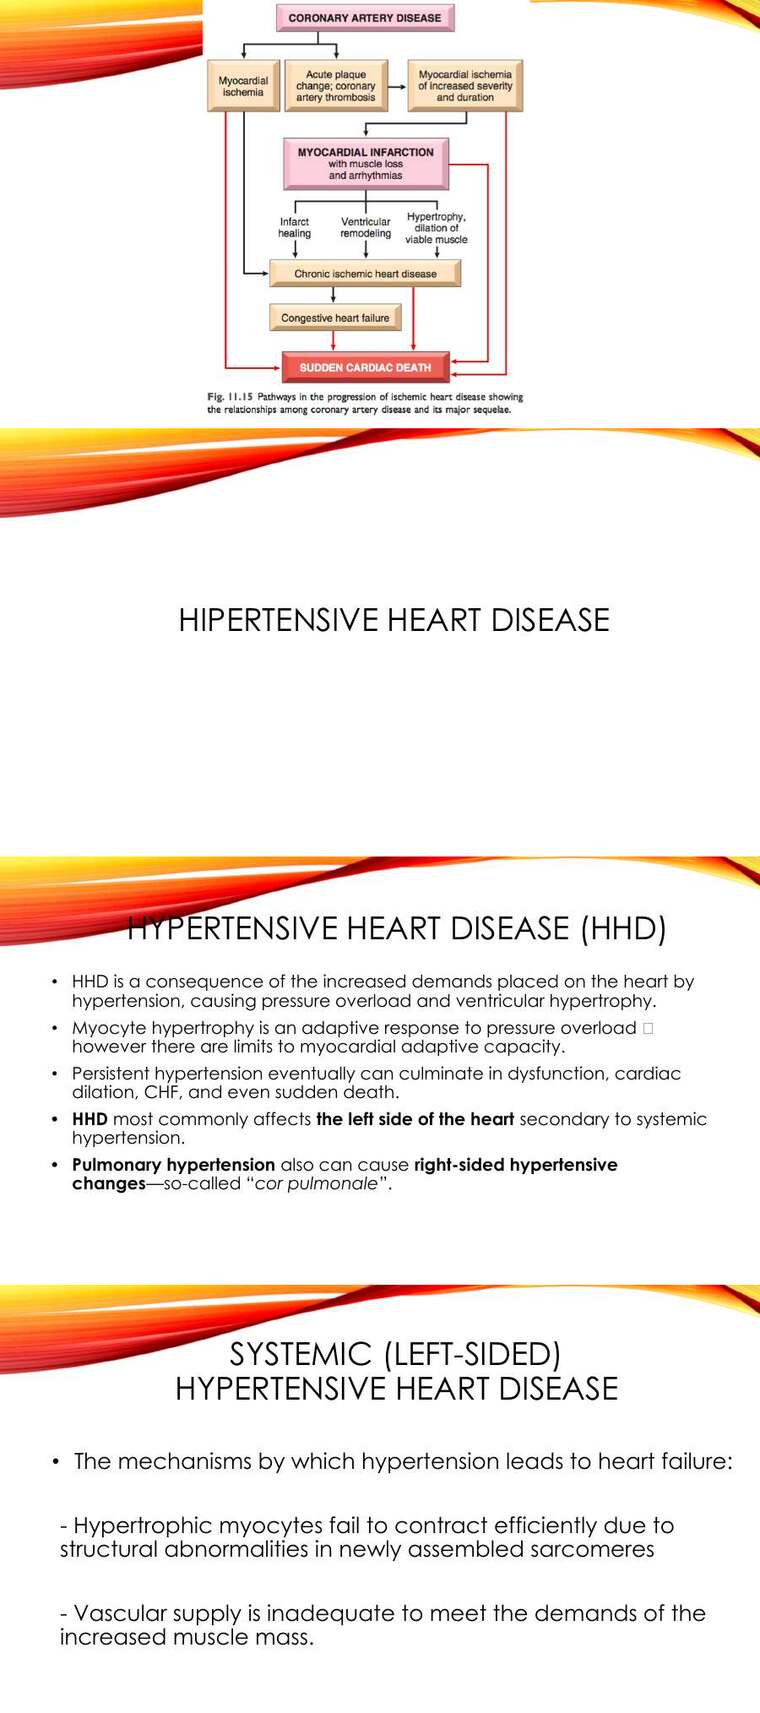 CORONARY ARTERY DISEASE
Myocardial
ischemia
Acute plaque
change; coronary
artery thrombosis
Myocardial ischemia
of increased severity
and duration
MYOCARDIAL INFARCTION
with muscle loss
and arrhythmias
Infarct
healing
Ventricular
remodeling
Hypertrophy,
dilation of
viable muscle
Chronic ischemic heart disease
Congestive heart failure
SUDDEN CARDIAC DEATH
Fig. 11.15 Pathways in the progression of ischemic heart disease showing
the relationships among coronary artery disease and its major sequelae.
HIPERTENSIVE HEART DISEASE
HYPERTENSIVE HEART DISEASE (HHD)
• HHD is a consequence of the increased demands placed on the heart by
hypertension, causing pressure overload and ventricular hypertrophy.
• Myocyte hypertrophy is an adaptive response to pressure overload □
however there are limits to myocardial adaptive capacity.
• Persistent hypertension eventually can culminate in dysfunction, cardiac
dilation, CHF, and even sudden death.
• HHD most commonly affects the left side of the heart secondary to systemic
hypertension.
• Pulmonary hypertension also can cause right-sided hypertensive
changes—so-called “cor pulmonale”.
SYSTEMIC (LEFT-SIDED)
HYPERTENSIVE HEART DISEASE
• The mechanisms by which hypertension leads to heart failure:
- Hypertrophic myocytes fail to contract efficiently due to
structural abnormalities in newly assembled sarcomeres
- Vascular supply is inadequate to meet the demands of the
increased muscle mass.